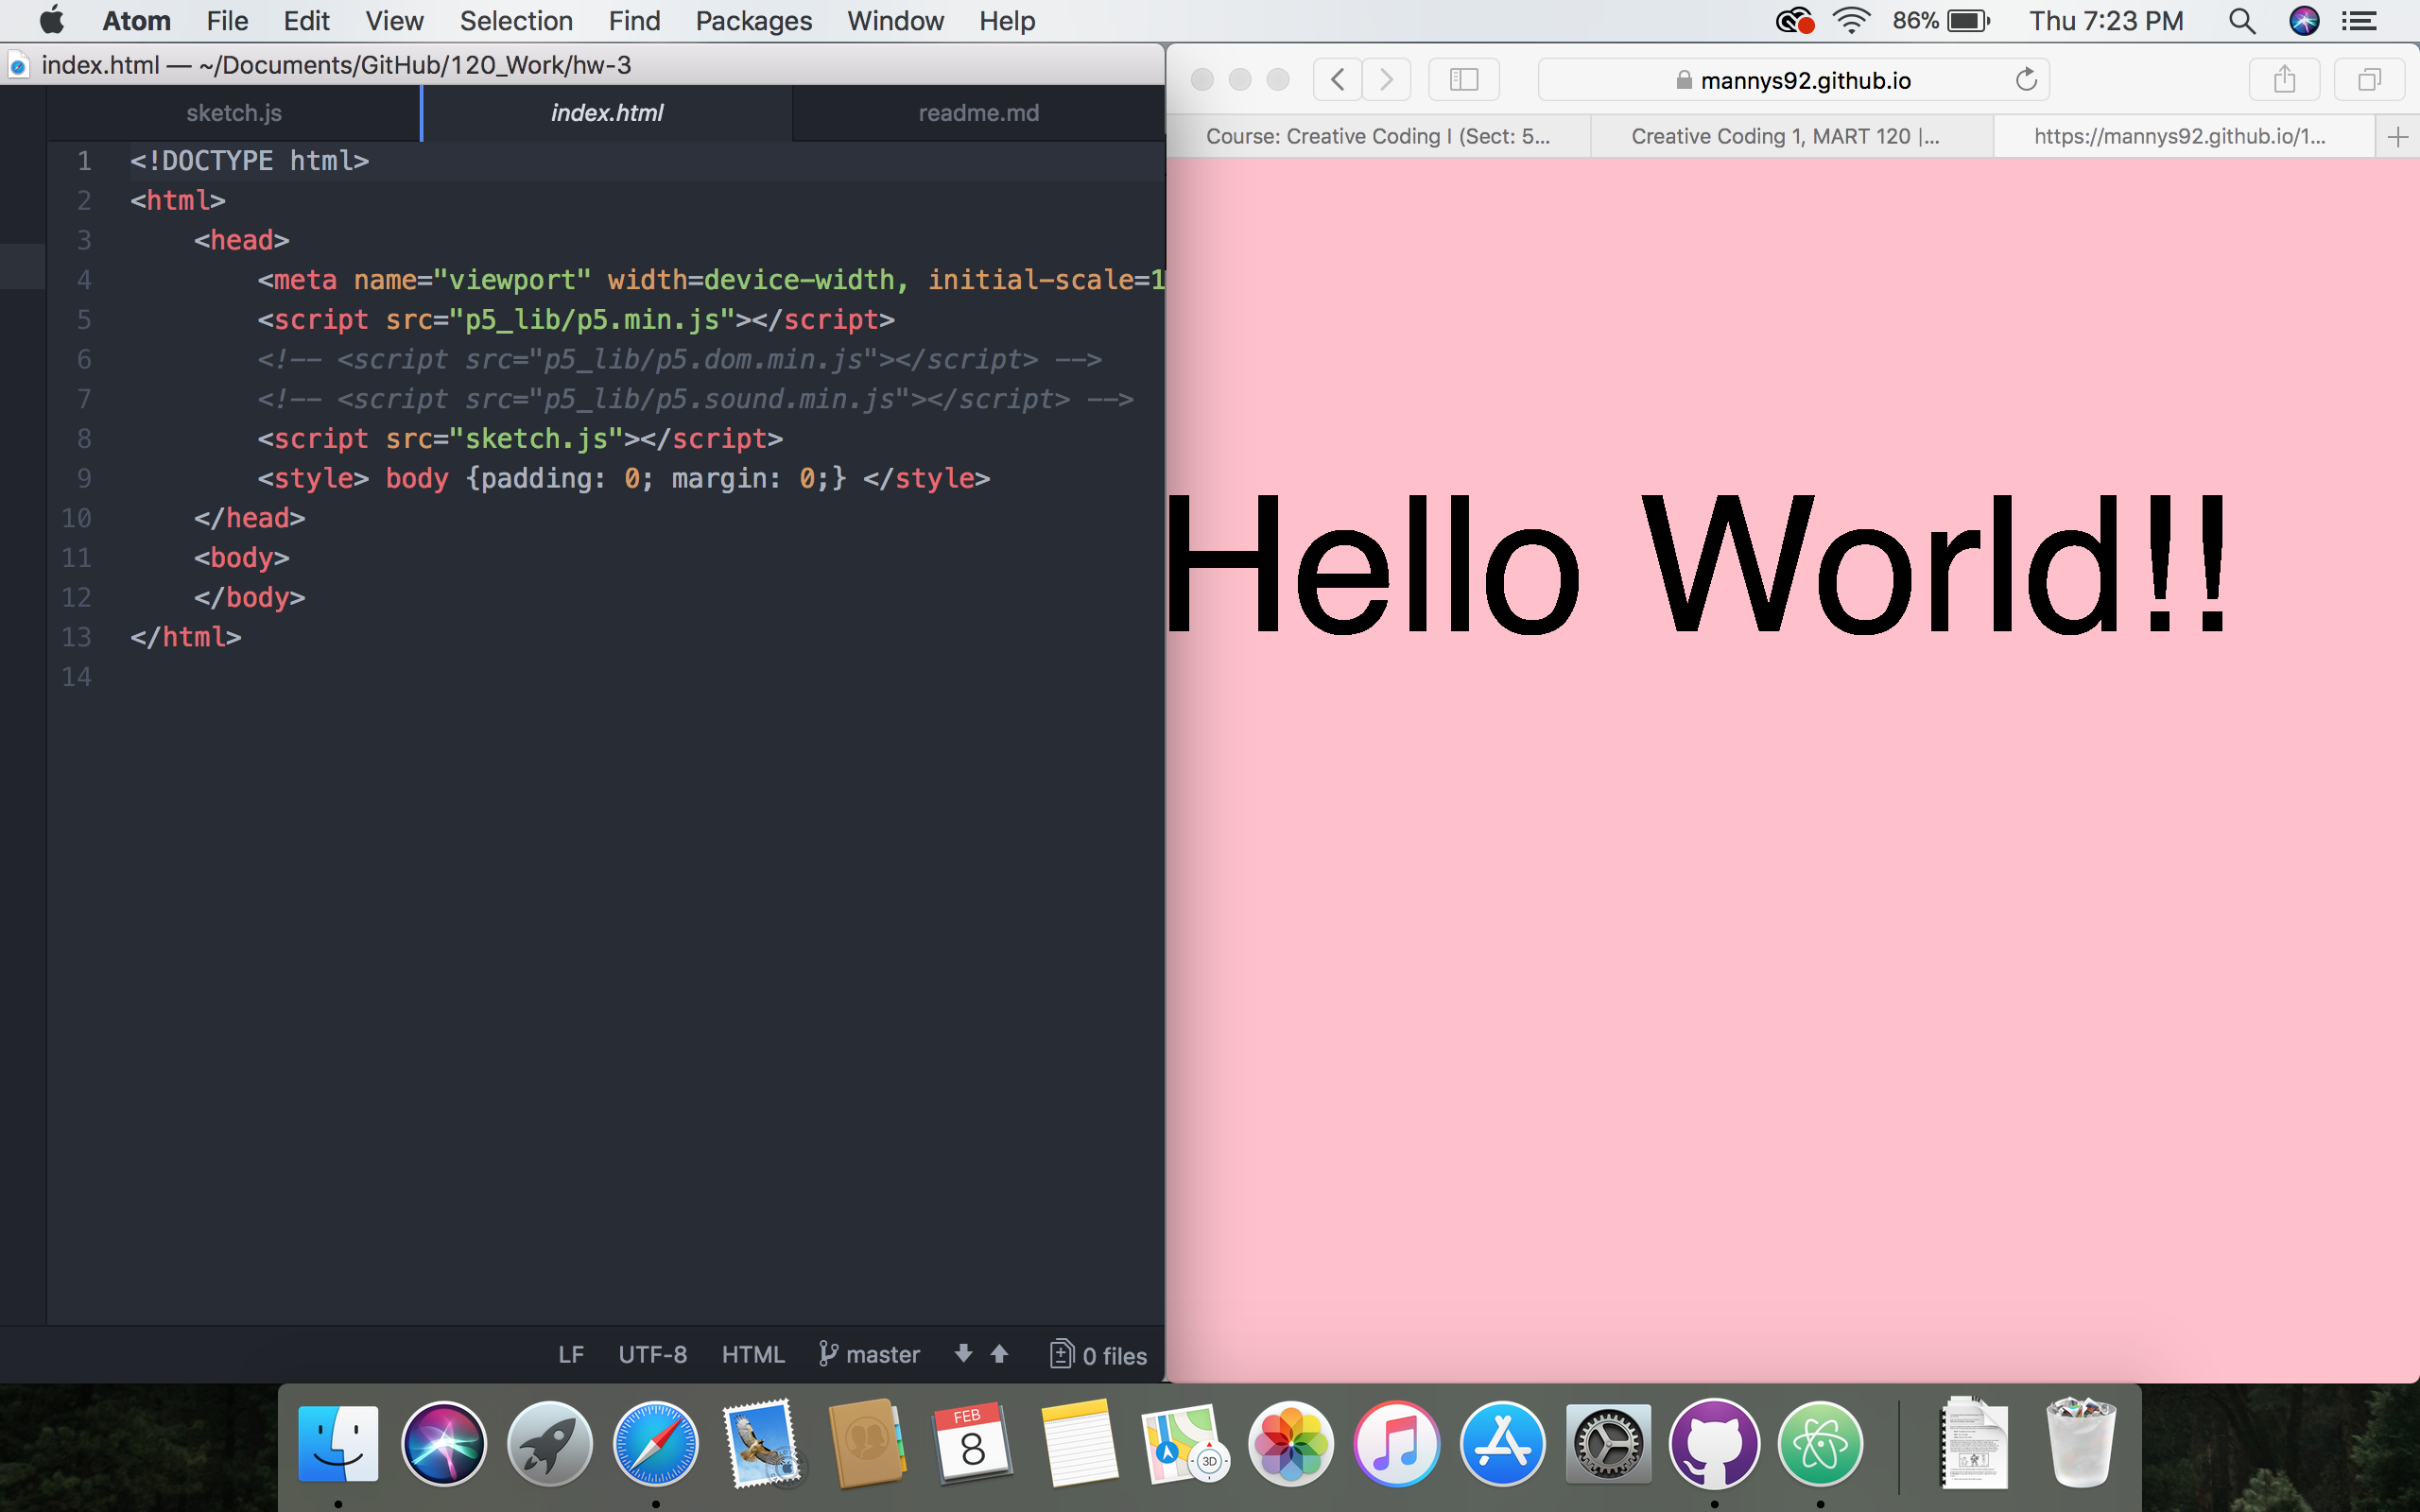 Atom File Edit View Selection Find Packages Window Help
86% Thu 7:23 PM
index.html — ~/Documents/GitHub/120_Work/hw-3
sketch.js index.html readme.md
1 <!DOCTYPE html>
2 <html>
3 <head>
4 <meta name="viewport" width=device-width, initial-scale=1
5 <script src="p5_lib/p5.min.js"></script>
6 <!-- <script src="p5_lib/p5.dom.min.js"></script> -->
7 <!-- <script src="p5_lib/p5.sound.min.js"></script> -->
8 <script src="sketch.js"></script>
9 <style> body {padding: 0; margin: 0;} </style>
10 </head>
11 <body>
12 </body>
13 </html>
14
LF UTF-8 HTML master 0 files
mannys92.github.io
Course: Creative Coding I (Sect: 5... Creative Coding 1, MART 120 |... https://mannys92.github.io/1...
Hello World!!
FEB
8
3D